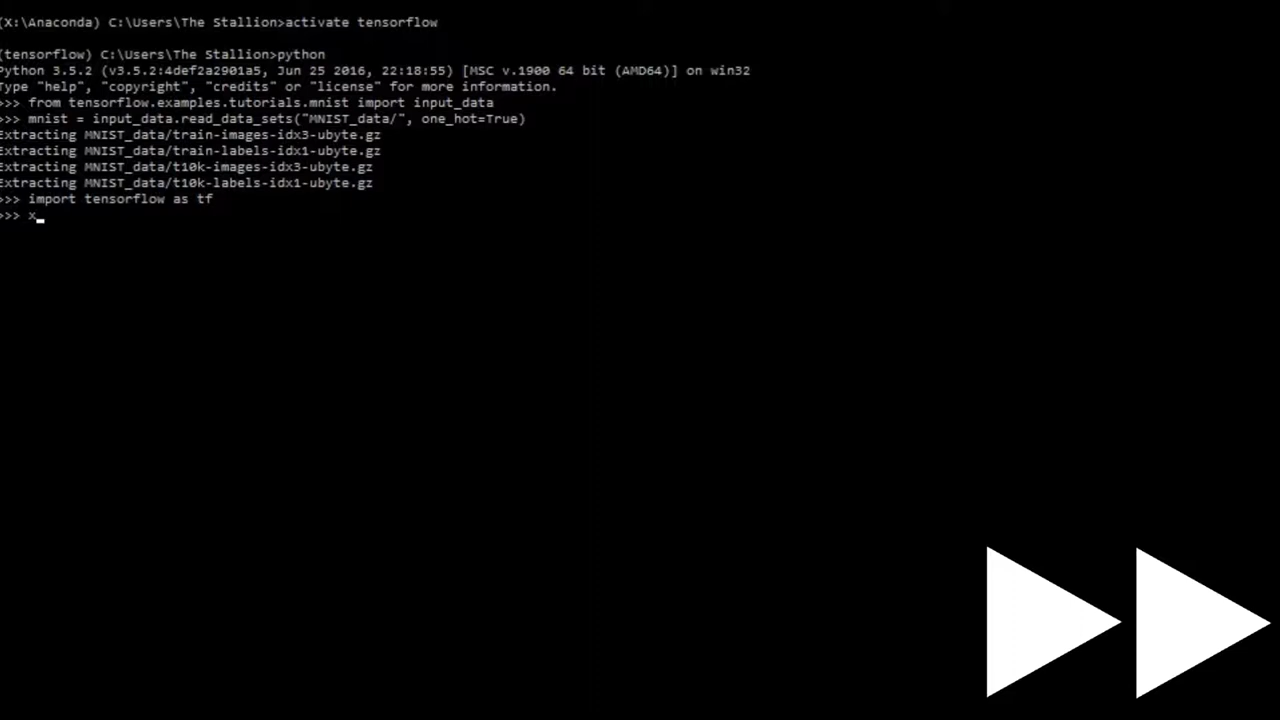 (X:\Anaconda) C:\Users\The Stallion>activate tensorflow
(tensorflow) C:\Users\The Stallion>python
Python 3.5.2 (v3.5.2:4def2a2901a5, Jun 25 2016, 22:18:55) [MSC v.1900 64 bit (AMD64)] on win32
Type "help", "copyright", "credits" or "license" for more information.
>>> from tensorflow.examples.tutorials.mnist import input_data
>>> mnist = input_data.read_data_sets("MNIST_data/", one_hot=True)
Extracting MNIST_data/train-images-idx3-ubyte.gz
Extracting MNIST_data/train-labels-idx1-ubyte.gz
Extracting MNIST_data/t10k-images-idx3-ubyte.gz
Extracting MNIST_data/t10k-labels-idx1-ubyte.gz
>>> import tensorflow as tf
>>> x